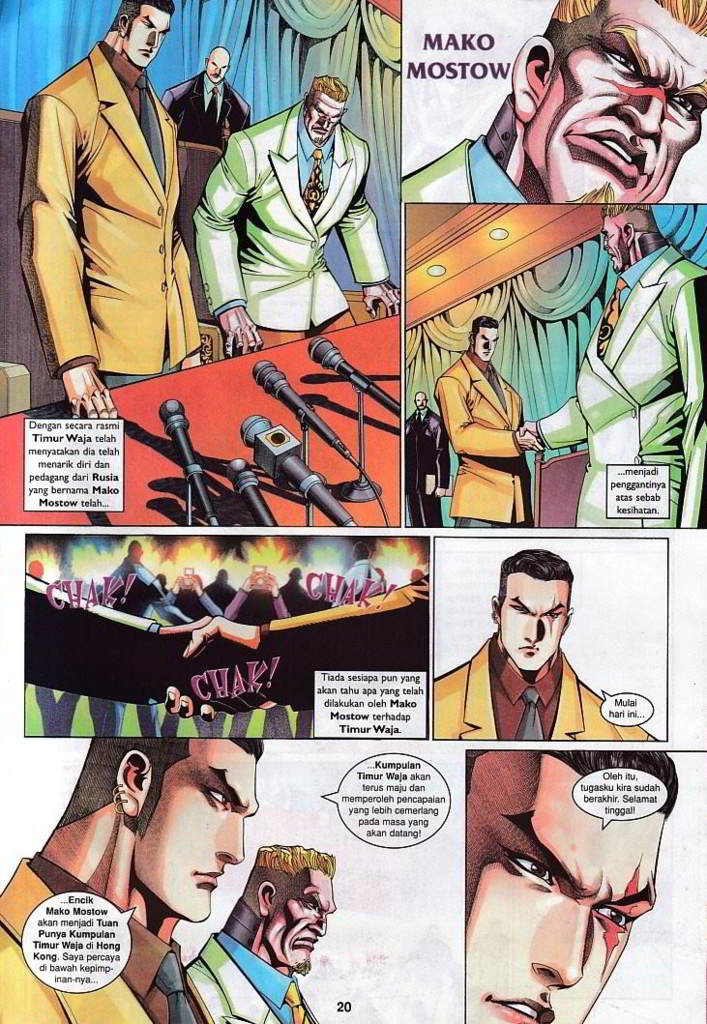 MAKO
MOSTOW
Dengan secara rasmi
Timur Waja telah
menyatakan dia telah
menarik diri dan
pedagang dari Rusia
yang bernama Mako
Mostow telah...
...menjadi
penggantinya
atas sebab
kesihatan.
CHAK!
CHAK!
CHAK!
Tiada sesiapa pun yang
akan tahu apa yang telah
dilakukan oleh Mako
Mostow terhadap
Timur Waja.
Mulai
hari ini...
...Encik
Mako Mostow
akan menjadi Tuan
Punya Kumpulan
Timur Waja di Hong
Kong. Saya percaya
di bawah kepimp-
inan-nya...
...Kumpulan
Timur Waja akan
terus maju dan
memperoleh pencapaian
yang lebih cemerlang
pada masa yang
akan datang!
Oleh itu,
tugasku kira sudah
berakhir. Selamat
tinggal!
20